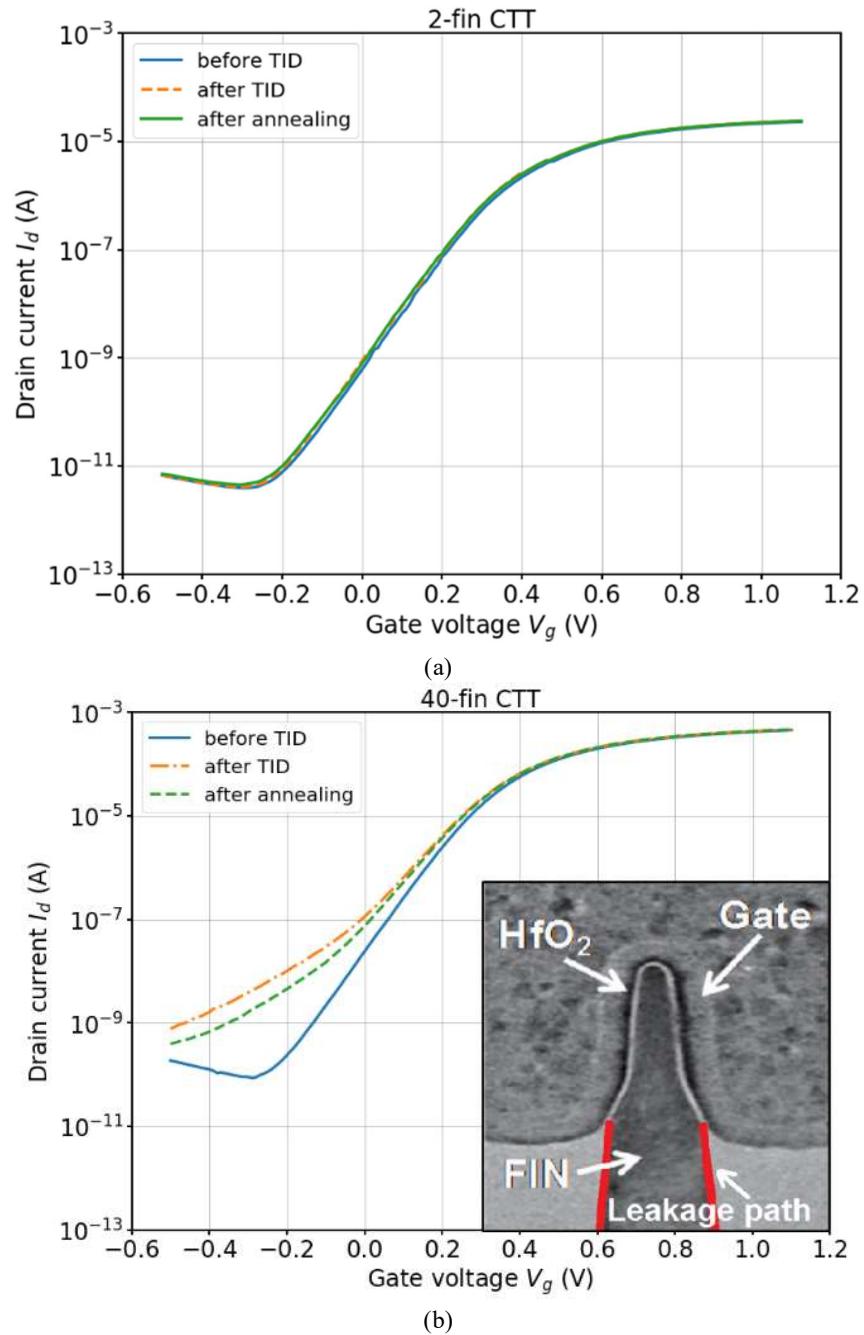 2-fin CTT
10⁻³
before TID
after TID
after annealing
10⁻⁵
10⁻⁷
10⁻⁹
10⁻¹¹
10⁻¹³
Drain current I_d (A)
−0.6 −0.4 −0.2 0.0 0.2 0.4 0.6 0.8 1.0 1.2
Gate voltage V_g (V)
(a)
40-fin CTT
10⁻³
before TID
after TID
after annealing
10⁻⁵
10⁻⁷
10⁻⁹
10⁻¹¹
10⁻¹³
Drain current I_d (A)
HfO₂
Gate
FIN
Leakage path
−0.6 −0.4 −0.2 0.0 0.2 0.4 0.6 0.8 1.0 1.2
Gate voltage V_g (V)
(b)